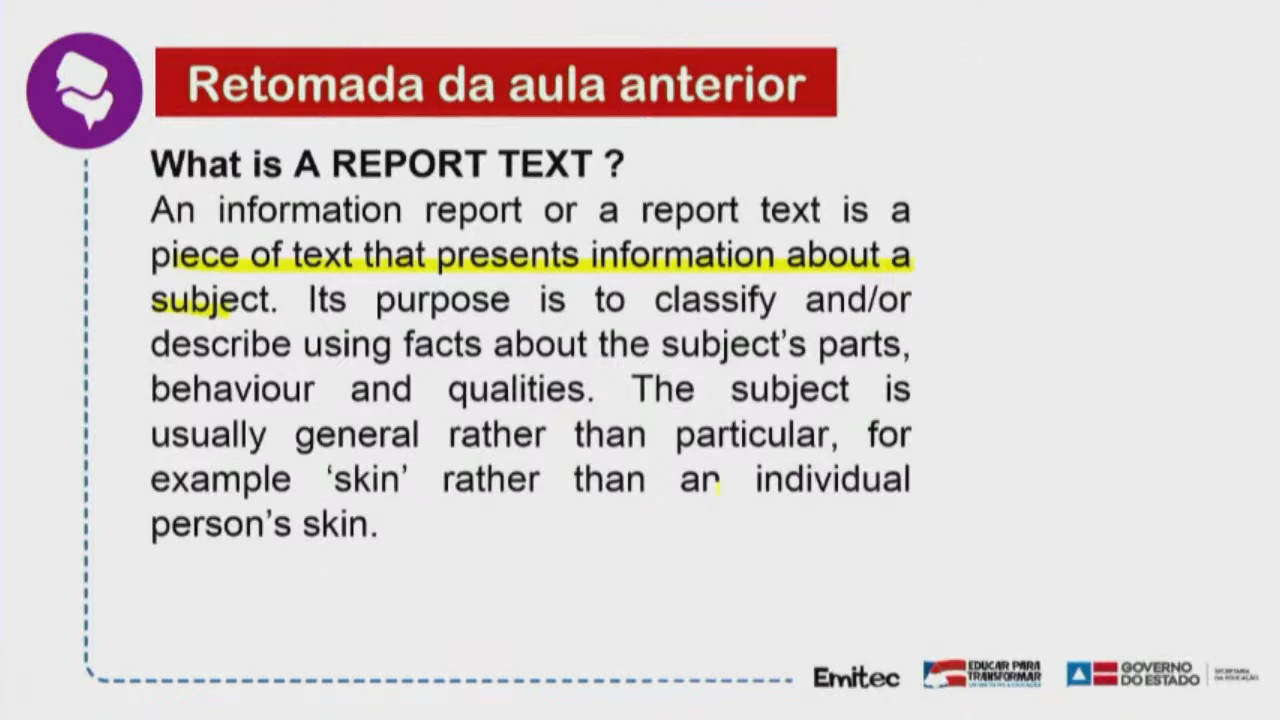 Retomada da aula anterior
What is A REPORT TEXT ?
An information report or a report text is a
piece of text that presents information about a
subject. Its purpose is to classify and/or
describe using facts about the subject's parts,
behaviour and qualities. The subject is
usually general rather than particular, for
example ‘skin’ rather than an individual
person's skin.
Emitec
EDUCAR PARA
TRANSFORMAR
GOVERNO
DO ESTADO
SECRETARIA
DA EDUCAÇÃO